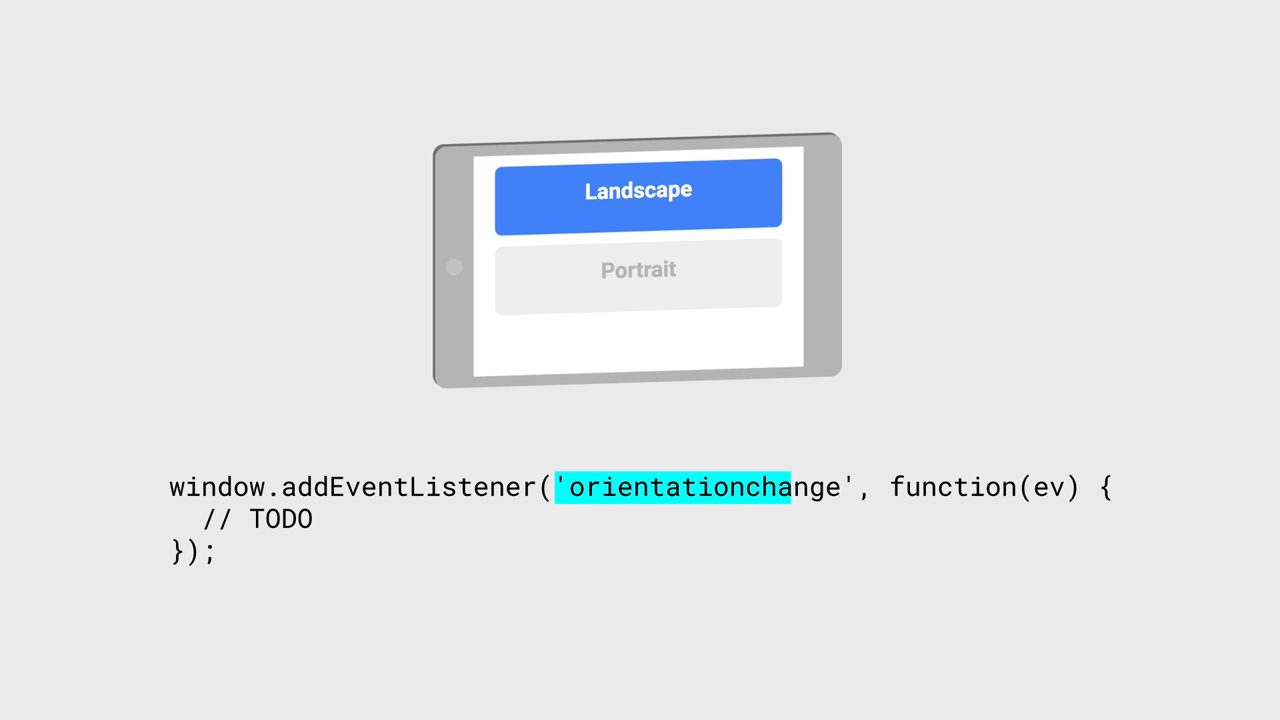 Landscape
Portrait
window.addEventListener('orientationchange', function(ev) {
  // TODO
});